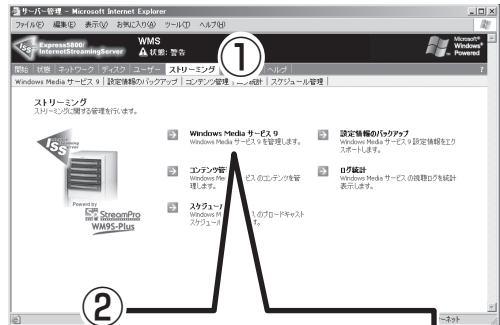 サーバー管理 - Microsoft Internet Explorer
ファイル(F) 編集(E) 表示(V) お気に入り(A) ツール(T) ヘルプ(H)
Express5800/
InternetStreamingServer
ISS
WMS
状態: 警告
Microsoft
Windows
Powered
開始 状態 ネットワーク ディスク ユーザー ストリーミング ヘルプ ?
Windows Media サービス 9 設定情報のバックアップ コンテンツ管理 統計 スケジュール管理
①
ストリーミング
ストリーミングに関する管理を行います。
Windows Media サービス 9
Windows Media サービス 9 を管理します。
設定情報のバックアップ
Windows Media サービス 9 設定情報をエクスポートします。
コンテンツ管
Windows Me ビス のコンテンツを管理します。
ログ統計
Windows Media サービス の視聴ログを統計表示します。
スケジュール
Windows M ス のブロードキャスト
スケジュール す。
ISS
Powered by
StreamPro
WM9S-Plus
②